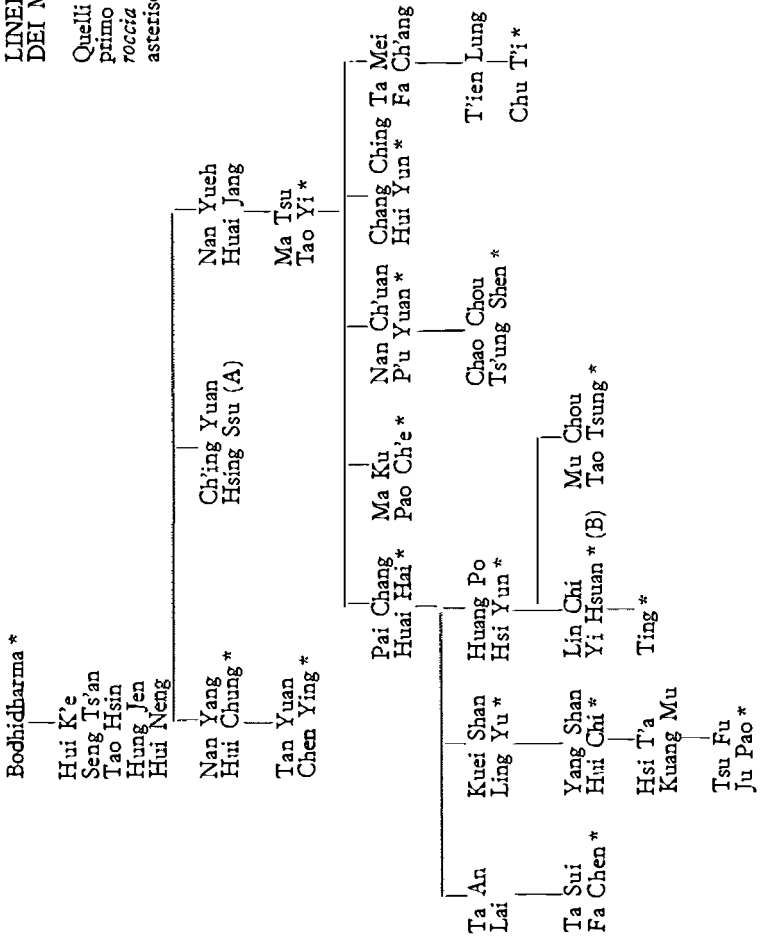 DEI
Quelli
primo
roccia
Bodhidharma *
Hui K'e
Seng Ts'an
Tao Hsin
Hung Jen
Hui Neng
Nan Yang
Hui Chung *
Ch'ing Yuan
Hsing Ssu (A)
Nan Yueh
Huai Jang
Tan Yuan
Chen Ying *
Ma Tsu
Tao Yi *
Pai Chang
Huai Hai *
Ma Ku
Pao Ch'e *
Nan Ch'uan
P'u Yuan *
Chang Ching
Hui Yun *
Ta Mei
Fa Ch'ang
Ta An
Lai
Kuei Shan
Ling Yu *
Huang Po
Hsi Yun *
Chao Chou
Ts'ung Shen *
T'ien Lung
Chu T'i *
Ta Sui
Fa Chen *
Yang Shan
Hui Chi *
Lin Chi
Yi Hsuan * (B)
Mu Chou
Tao Tsung *
Hsi T'a
Kuang Mu
Ting *
Tsu Fu
Ju Pao *